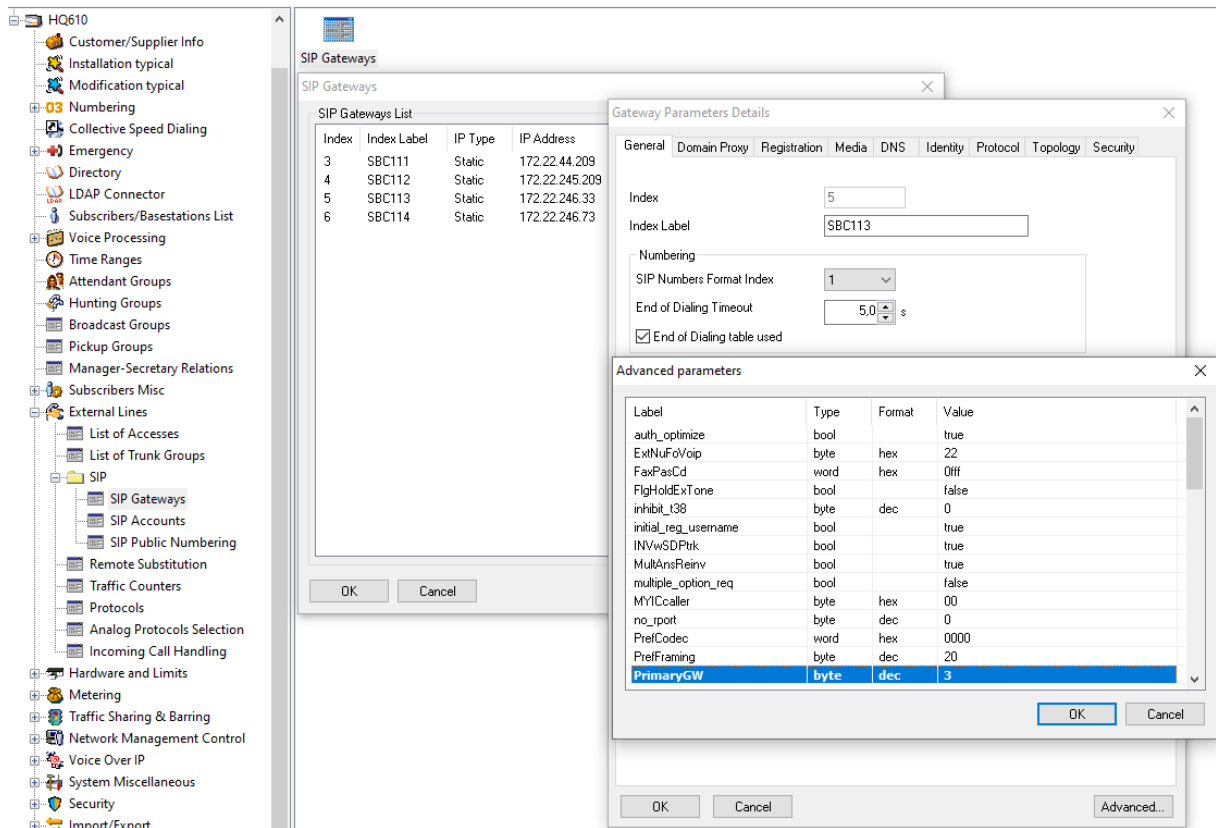 HQ610
Customer/Supplier Info
Installation typical
Modification typical
03 Numbering
Collective Speed Dialing
Emergency
Directory
LDAP LDAP Connector
Subscribers/Basestations List
Voice Processing
Time Ranges
Attendant Groups
Hunting Groups
Broadcast Groups
Pickup Groups
Manager-Secretary Relations
Subscribers Misc
External Lines
List of Accesses
List of Trunk Groups
SIP
SIP Gateways
SIP Accounts
SIP Public Numbering
Remote Substitution
Traffic Counters
Protocols
Analog Protocols Selection
Incoming Call Handling
Hardware and Limits
Metering
Traffic Sharing & Barring
Network Management Control
Voice Over IP
System Miscellaneous
Security
Import/Export
SIP Gateways
SIP Gateways
SIP Gateways List
Index Index Label IP Type IP Address
3 SBC111 Static 172.22.44.209
4 SBC112 Static 172.22.245.209
5 SBC113 Static 172.22.246.33
6 SBC114 Static 172.22.246.73
OK Cancel
Gateway Parameters Details
General Domain Proxy Registration Media DNS Identity Protocol Topology Security
Index 5
Index Label SBC113
Numbering
SIP Numbers Format Index 1
End of Dialing Timeout 5,0 s
End of Dialing table used
Advanced parameters
Label Type Format Value
auth_optimize bool true
ExtNuFoVoip byte hex 22
FaxPasCd word hex 0fff
FlgHoldExTone bool false
inhibit_t38 byte dec 0
initial_reg_username bool true
INVwSDPtrk bool true
MultAnsReinv bool true
multiple_option_req bool false
MYICcaller byte hex 00
no_rport byte dec 0
PrefCodec word hex 0000
PrefFraming byte dec 20
PrimaryGW byte dec 3
OK Cancel
OK Cancel Advanced...